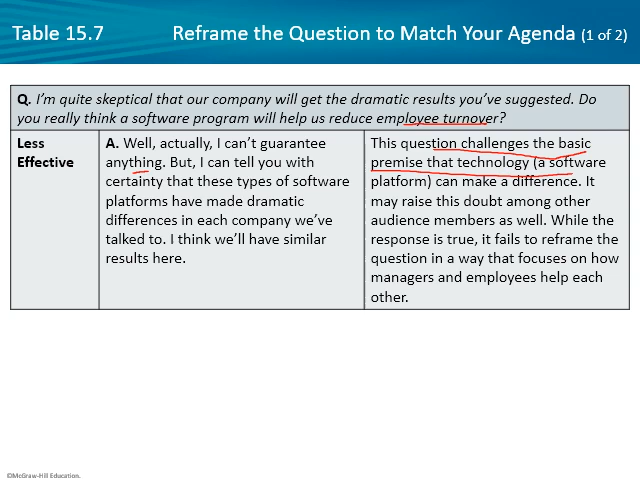 Table 15.7 Reframe the Question to Match Your Agenda (1 of 2)
Q. I'm quite skeptical that our company will get the dramatic results you've suggested. Do
you really think a software program will help us reduce employee turnover?
Less
Effective
A. Well, actually, I can't guarantee
anything. But, I can tell you with
certainty that these types of software
platforms have made dramatic
differences in each company we've
talked to. I think we'll have similar
results here.
This question challenges the basic
premise that technology (a software
platform) can make a difference. It
may raise this doubt among other
audience members as well. While the
response is true, it fails to reframe the
question in a way that focuses on how
managers and employees help each
other.
©McGraw-Hill Education.